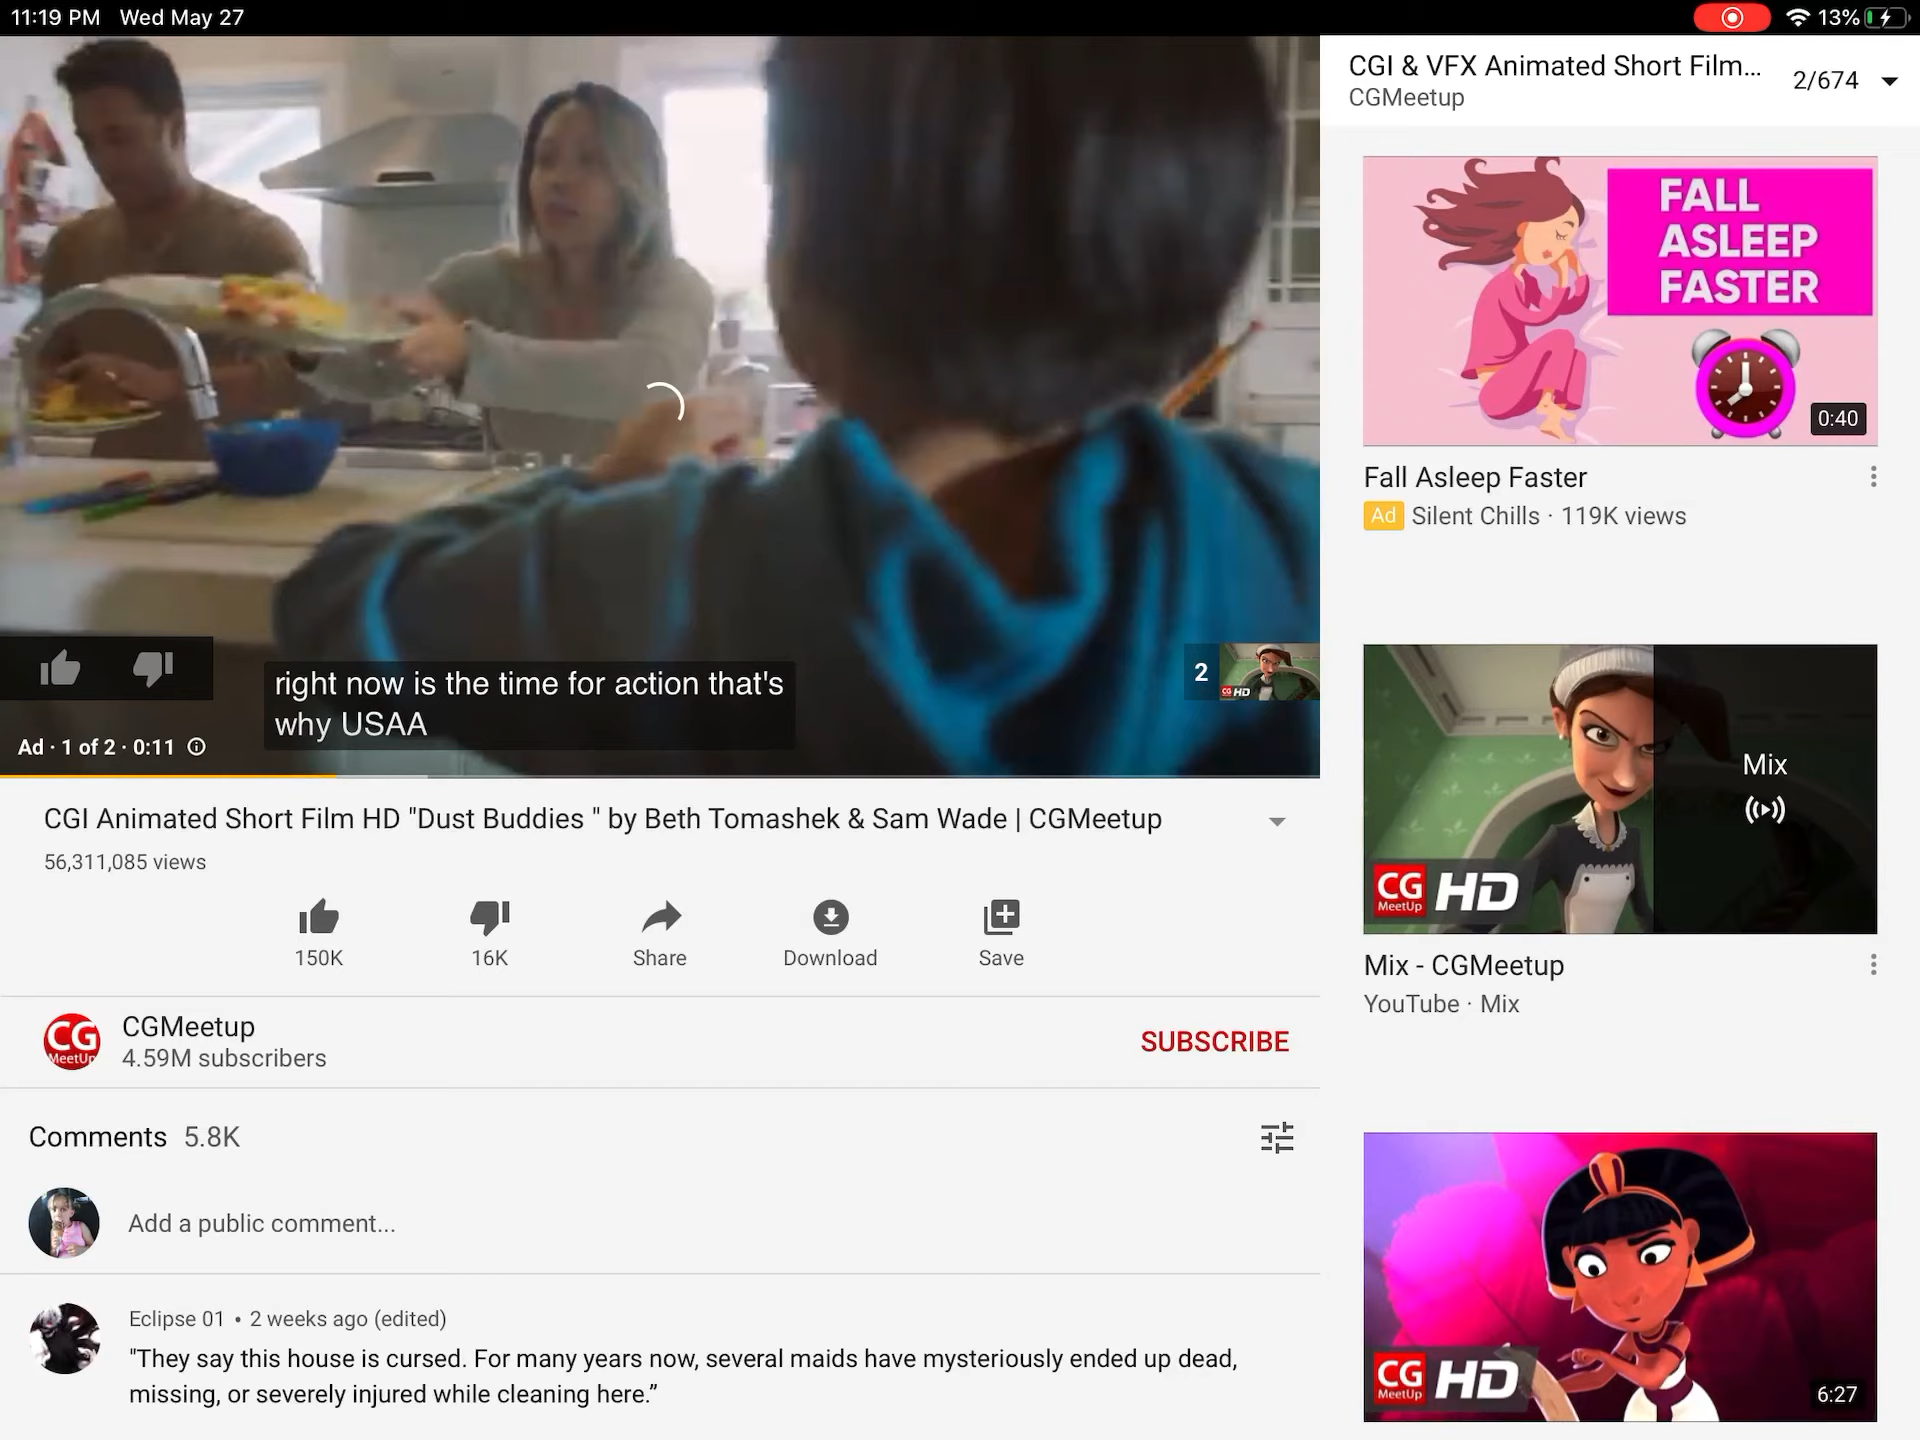 11:19 PM Wed May 27
13%
right now is the time for action that's
why USAA
2
CG HD
Ad · 1 of 2 · 0:11
CGI Animated Short Film HD "Dust Buddies " by Beth Tomashek & Sam Wade | CGMeetup
56,311,085 views
150K
16K
Share
Download
Save
CG
MeetUp
CGMeetup
4.59M subscribers
SUBSCRIBE
Comments 5.8K
Add a public comment...
Eclipse 01 • 2 weeks ago (edited)
"They say this house is cursed. For many years now, several maids have mysteriously ended up dead,
missing, or severely injured while cleaning here.”
CGI & VFX Animated Short Film...
CGMeetup
2/674
FALL
ASLEEP
FASTER
0:40
Fall Asleep Faster
Ad Silent Chills · 119K views
Mix
CG
MeetUp
HD
Mix - CGMeetup
YouTube · Mix
CG
MeetUp
HD
6:27